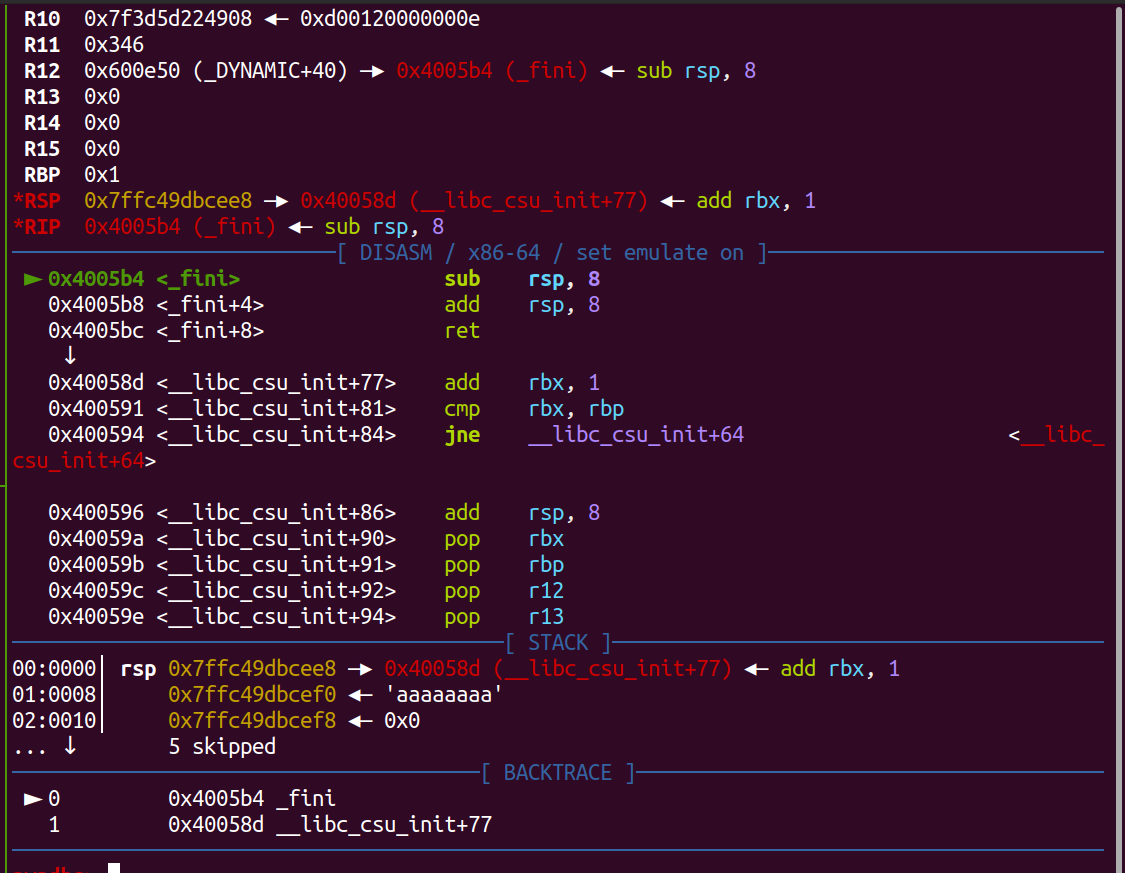 R10  0x7f3d5d224908 ◂— 0xd00120000000e
R11  0x346
R12  0x600e50 (_DYNAMIC+40) —▸ 0x4005b4 (_fini) ◂— sub rsp, 8
R13  0x0
R14  0x0
R15  0x0
RBP  0x1
*RSP  0x7ffc49dbcee8 —▸ 0x40058d (__libc_csu_init+77) ◂— add rbx, 1
*RIP  0x4005b4 (_fini) ◂— sub rsp, 8
[ DISASM / x86-64 / set emulate on ]
► 0x4005b4 <_fini>                 sub    rsp, 8
0x4005b8 <_fini+4>               add    rsp, 8
0x4005bc <_fini+8>               ret
↓
0x40058d <__libc_csu_init+77>    add    rbx, 1
0x400591 <__libc_csu_init+81>    cmp    rbx, rbp
0x400594 <__libc_csu_init+84>    jne    __libc_csu_init+64                      <__libc_
csu_init+64>
0x400596 <__libc_csu_init+86>    add    rsp, 8
0x40059a <__libc_csu_init+90>    pop    rbx
0x40059b <__libc_csu_init+91>    pop    rbp
0x40059c <__libc_csu_init+92>    pop    r12
0x40059e <__libc_csu_init+94>    pop    r13
[ STACK ]
00:0000│ rsp 0x7ffc49dbcee8 —▸ 0x40058d (__libc_csu_init+77) ◂— add rbx, 1
01:0008│     0x7ffc49dbcef0 ◂— 'aaaaaaaa'
02:0010│     0x7ffc49dbcef8 ◂— 0x0
... ↓        5 skipped
[ BACKTRACE ]
► 0         0x4005b4 _fini
1         0x40058d __libc_csu_init+77